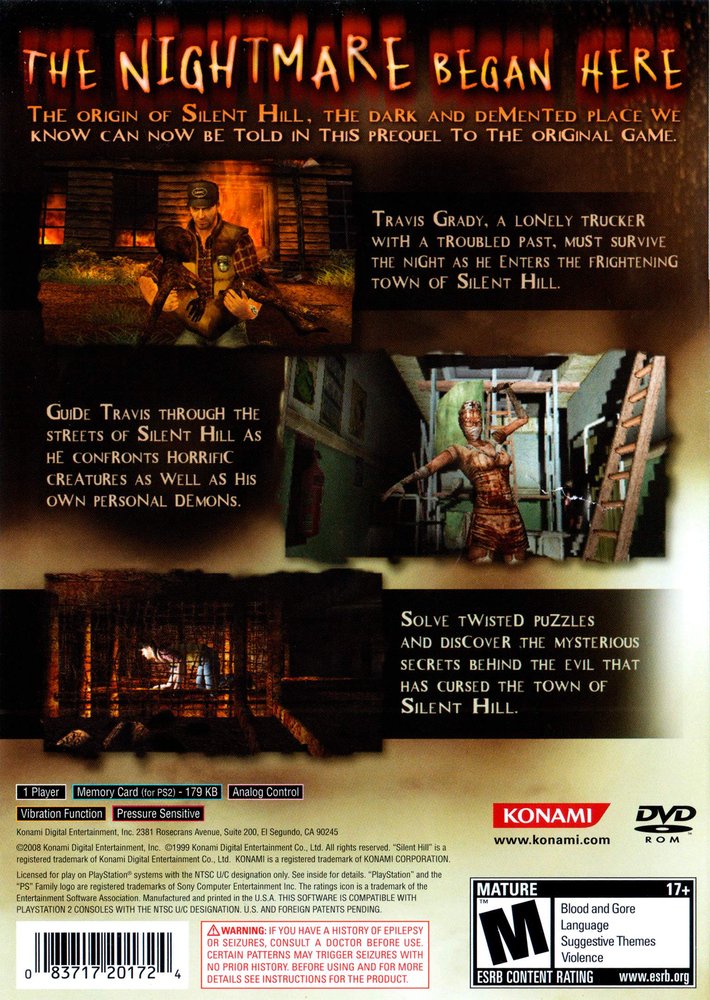 THE NIGHTMARE BEGAN HERE
THE ORIGIN OF SILENT HILL, THE DARK AND DEMENTED PLACE WE
KNOW CAN NOW BE TOLD IN THIS PREQUEL TO THE ORIGINAL GAME.
TRAVIS GRADY, A LONELY TRUCKER
WITH A TROUBLED PAST, MUST SURVIVE
THE NIGHT AS HE ENTERS THE FRIGHTENING
TOWN OF SILENT HILL.
GUIDE TRAVIS THROUGH THE
STREETS OF SILENT HILL AS
HE CONFRONTS HORRIFIC
CREATURES AS WELL AS HIS
OWN PERSONAL DEMONS.
SOLVE TWISTED PUZZLES
AND DISCOVER THE MYSTERIOUS
SECRETS BEHIND THE EVIL THAT
HAS CURSED THE TOWN OF
SILENT HILL.
1 Player Memory Card (for PS2) - 179 KB Analog Control
Vibration Function Pressure Sensitive
Konami Digital Entertainment, Inc. 2381 Rosecrans Avenue, Suite 200, El Segundo, CA 90245
©2008 Konami Digital Entertainment, Inc. ©1999 Konami Digital Entertainment Co., Ltd. All rights reserved. "Silent Hill" is a
registered trademark of Konami Digital Entertainment Co., Ltd. KONAMI is a registered trademark of KONAMI CORPORATION.
Licensed for play on PlayStation® systems with the NTSC U/C designation only. See inside for details. "PlayStation" and the
"PS" Family logo are registered trademarks of Sony Computer Entertainment Inc. The ratings icon is a trademark of the
Entertainment Software Association. Manufactured and printed in the U.S.A. THIS SOFTWARE IS COMPATIBLE WITH
PLAYSTATION 2 CONSOLES WITH THE NTSC U/C DESIGNATION. U.S. AND FOREIGN PATENTS PENDING.
KONAMI
www.konami.com
DVD
ROM
0 83717 20172 4
WARNING: IF YOU HAVE A HISTORY OF EPILEPSY
OR SEIZURES, CONSULT A DOCTOR BEFORE USE.
CERTAIN PATTERNS MAY TRIGGER SEIZURES WITH
NO PRIOR HISTORY. BEFORE USING AND FOR MORE
DETAILS SEE INSTRUCTIONS FOR THE PRODUCT.
MATURE 17+
M™
Blood and Gore
Language
Suggestive Themes
Violence
ESRB CONTENT RATING www.esrb.org